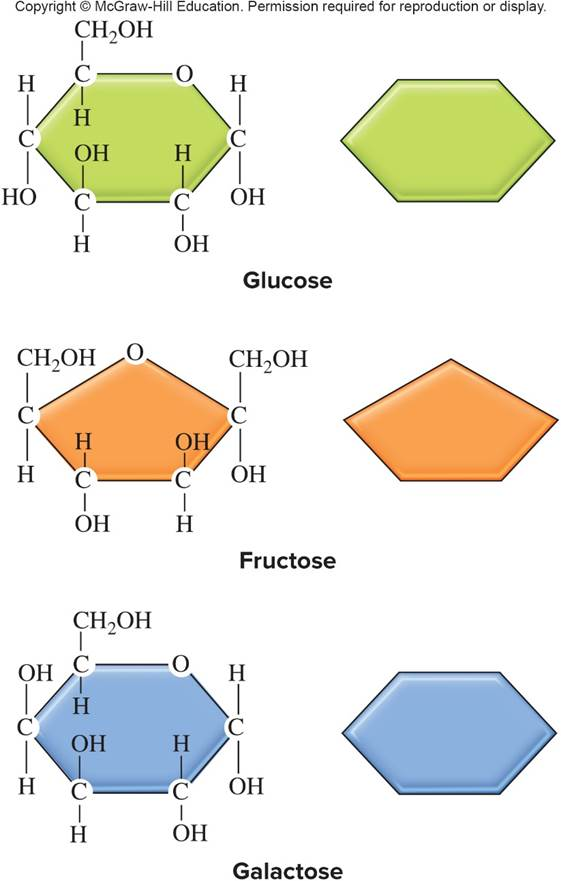 Copyright © McGraw-Hill Education. Permission required for reproduction or display.
CH₂OH
H C O H
H
C OH H C
HO C C OH
H OH
Glucose
CH₂OH O CH₂OH
C H OH C
H C C OH
OH H
Fructose
CH₂OH
OH C O H
H
C OH H C
H C C OH
H OH
Galactose